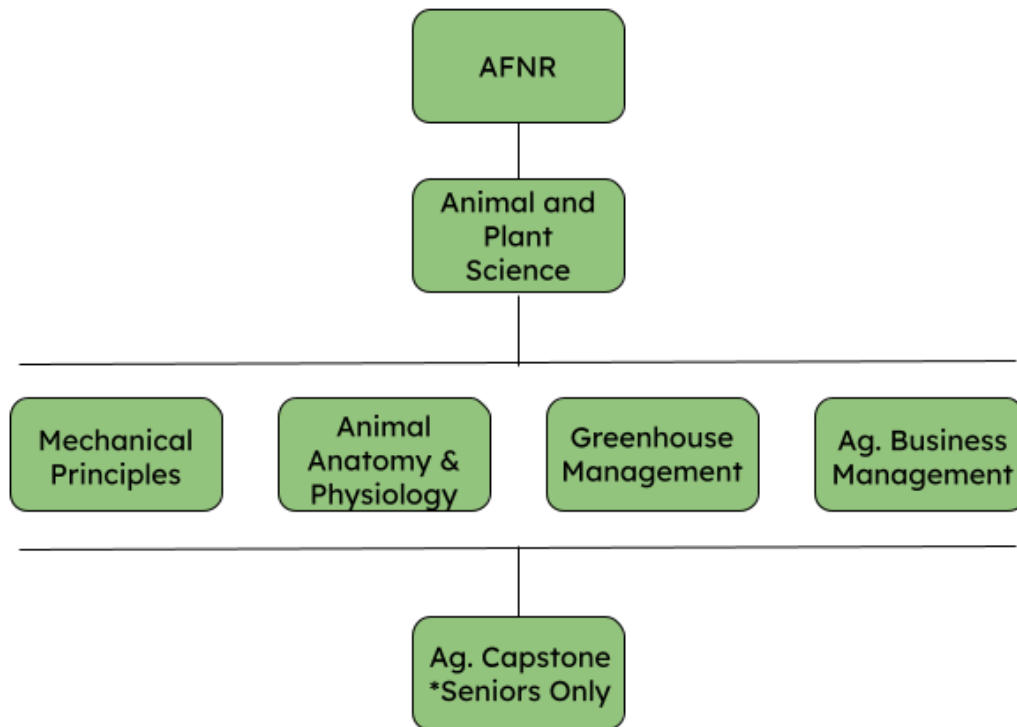 AFNR
Animal and
Plant
Science
Mechanical
Principles
Animal
Anatomy &
Physiology
Greenhouse
Management
Ag. Business
Management
Ag. Capstone
*Seniors Only